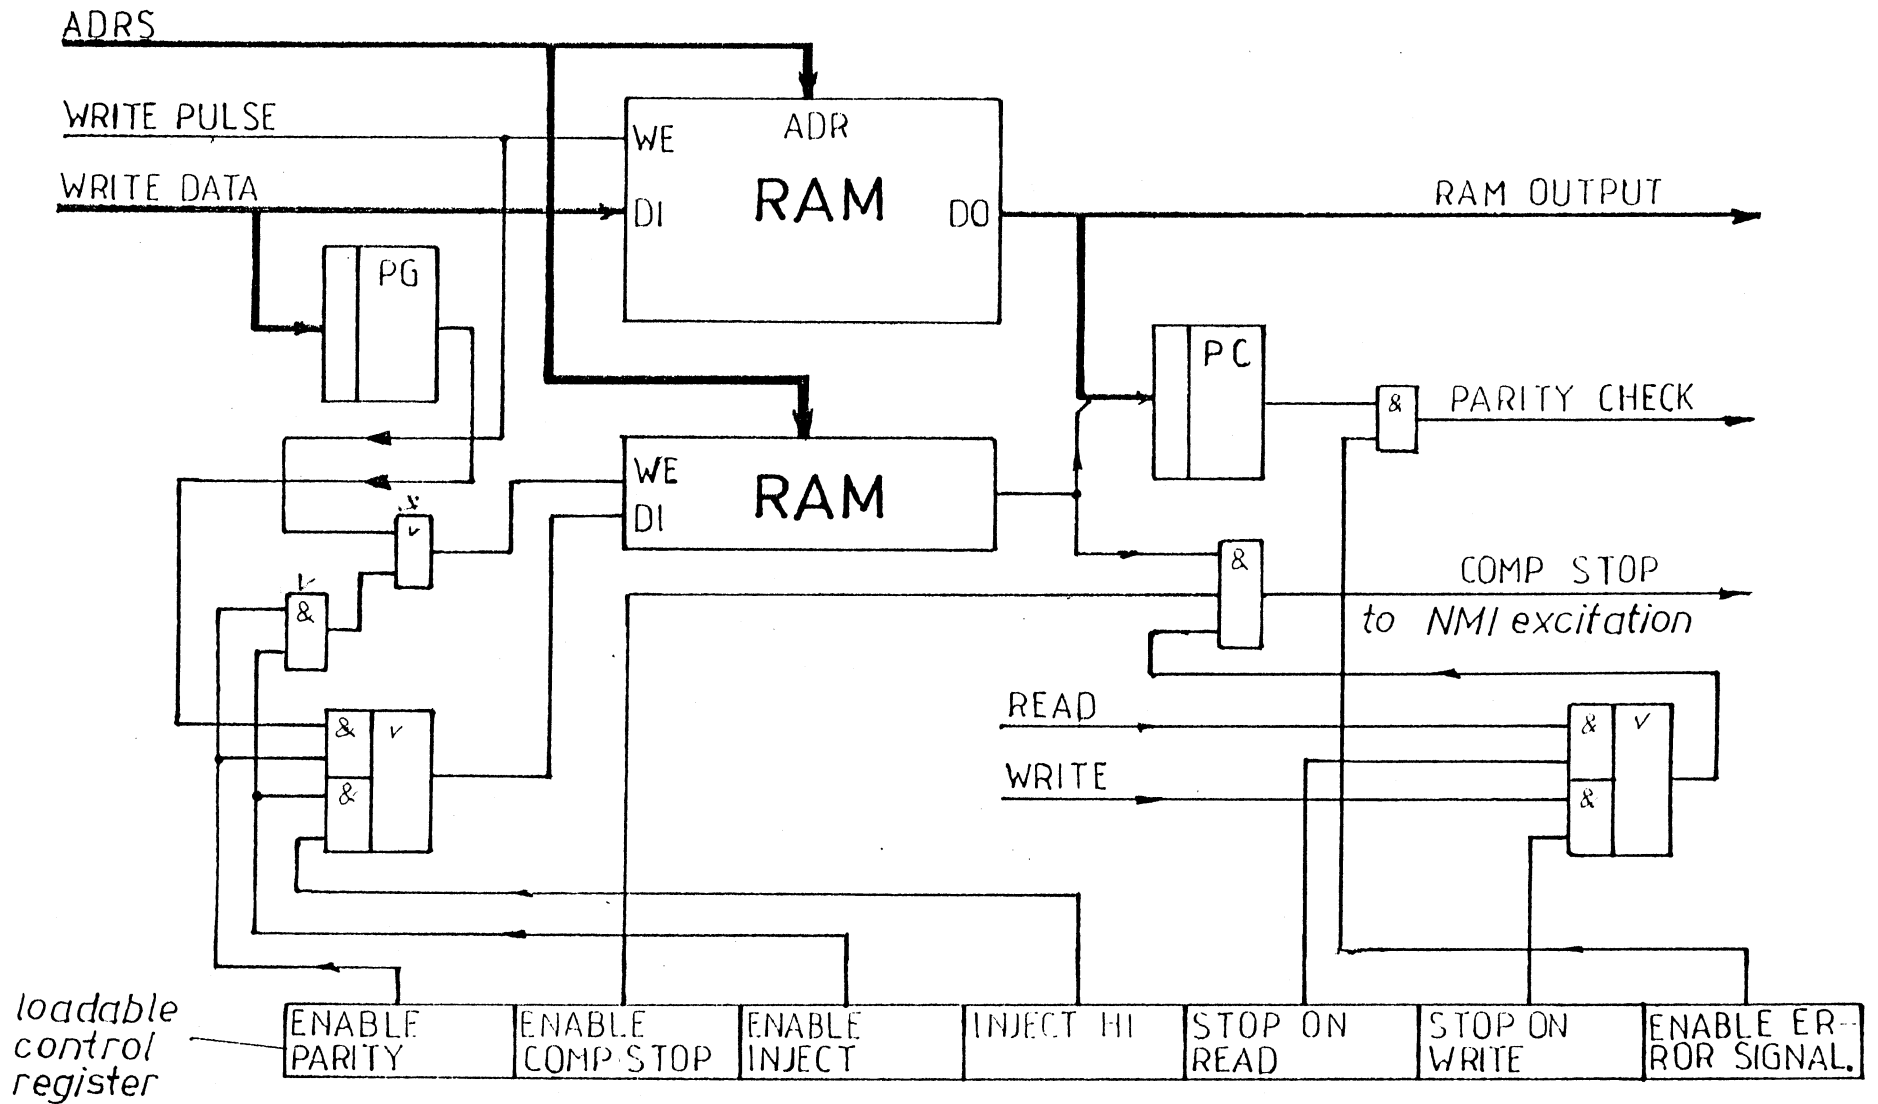 ADRS
WRITE PULSE
WRITE DATA
ADR
WE
RAM
DI
DO
RAM OUTPUT
PG
PC
&
PARITY CHECK
WE
RAM
DI
v
&
COMP STOP
to NMI excitation
v
&
READ
& v
&
& v
WRITE
&
loadable
control
register
ENABLE
PARITY
ENABLE
COMP·STOP
ENABLE
INJECT
INJECT HI
STOP ON
READ
STOP ON
WRITE
ENABLE ER-
ROR SIGNAL.